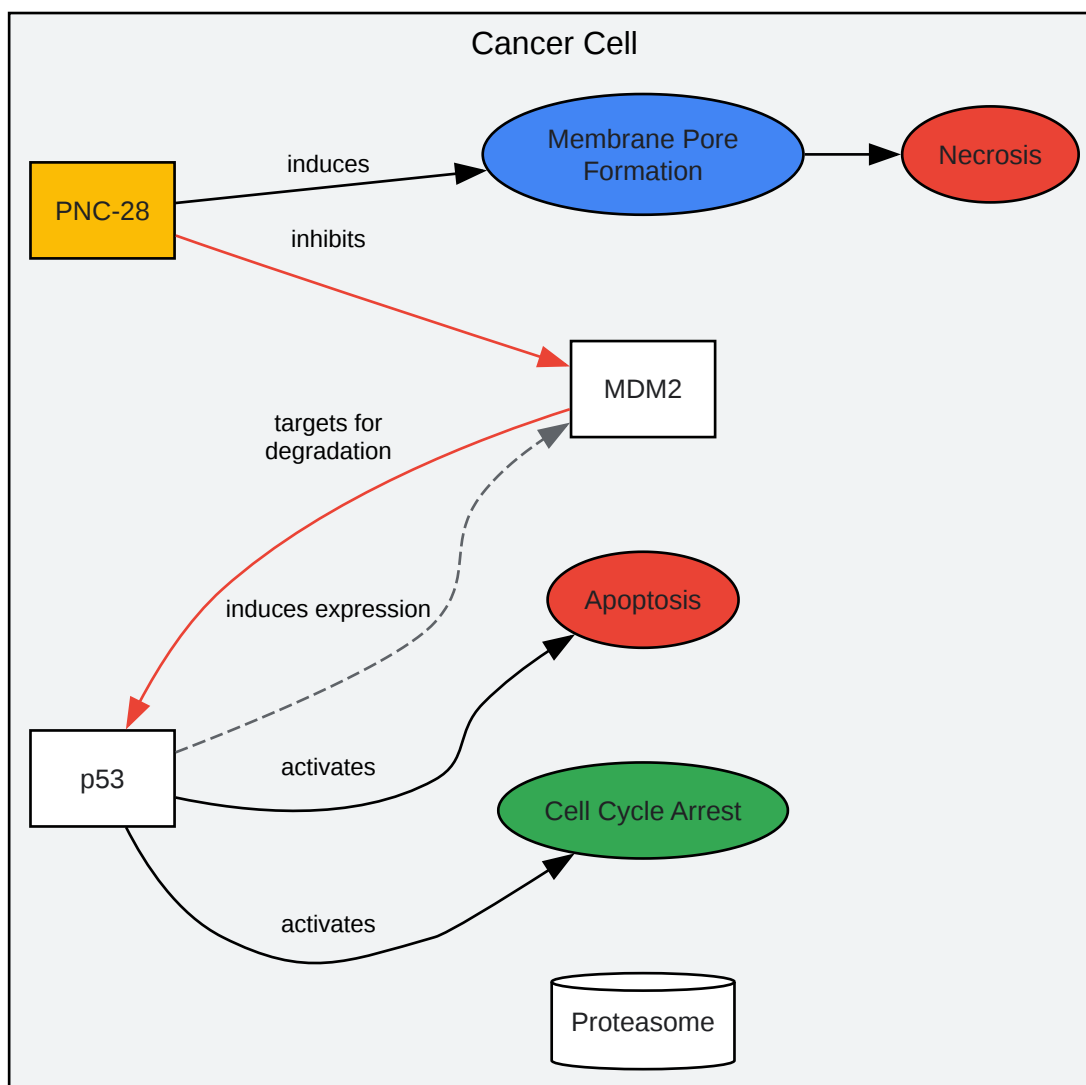 Cancer Cell
induces
Membrane Pore
Formation
Necrosis
PNC-28
inhibits
MDM2
targets for
degradation
induces expression
Apoptosis
p53
activates
Cell Cycle Arrest
activates
Proteasome